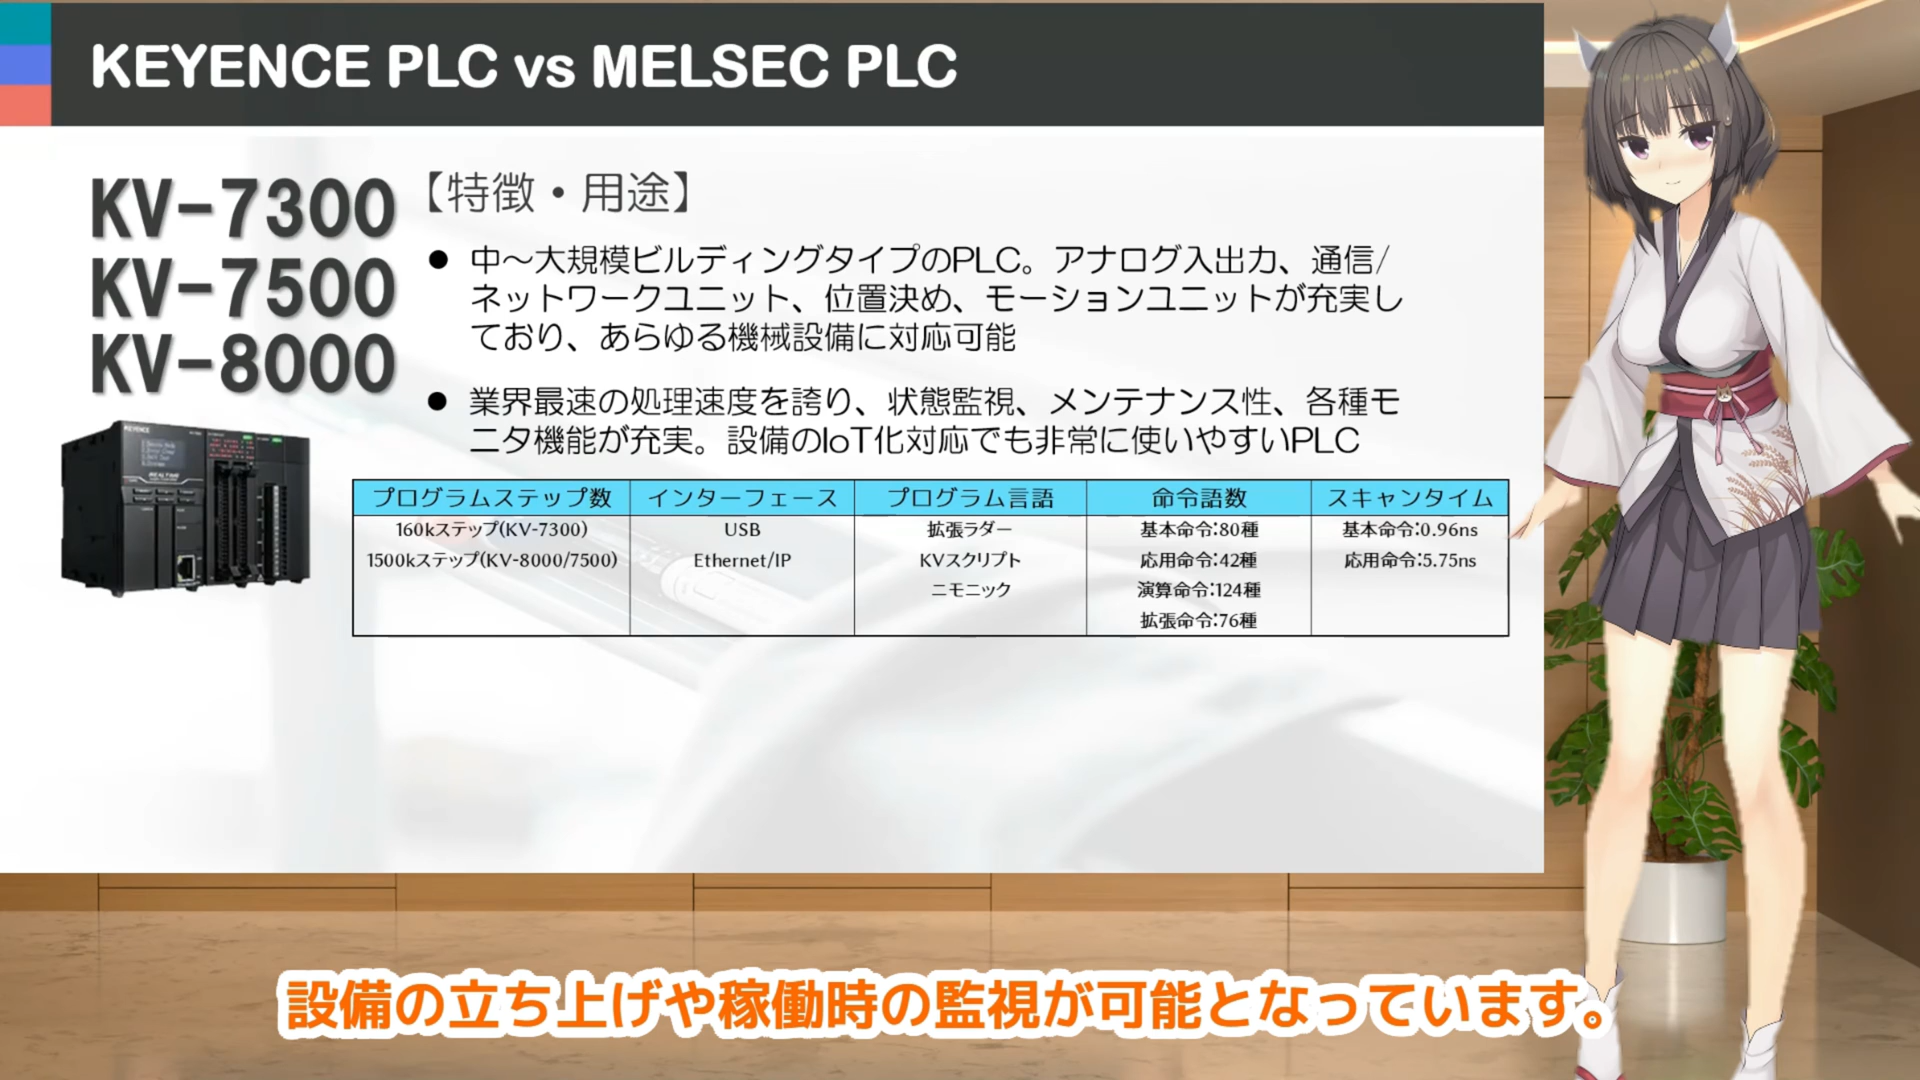 KEYENCE PLC vs MELSEC PLC
KV-7300
KV-7500
KV-8000
【特徴・用途】
● 中～大規模ビルディングタイプのPLC。アナログ入出力、通信/
ネットワークユニット、位置決め、モーションユニットが充実し
ており、あらゆる機械設備に対応可能
● 業界最速の処理速度を誇り、状態監視、メンテナンス性、各種モ
ニタ機能が充実。設備のIoT化対応でも非常に使いやすいPLC
KEYENCE
プログラムステップ数 インターフェース プログラム言語 命令語数 スキャンタイム
160kステップ(KV-7300) USB 拡張ラダー 基本命令:80種 基本命令:0.96ns
1500kステップ(KV-8000/7500) Ethernet/IP KVスクリプト 応用命令:42種 応用命令:5.75ns
ニモニック 演算命令:124種
拡張命令:76種
設備の立ち上げや稼働時の監視が可能となっています。